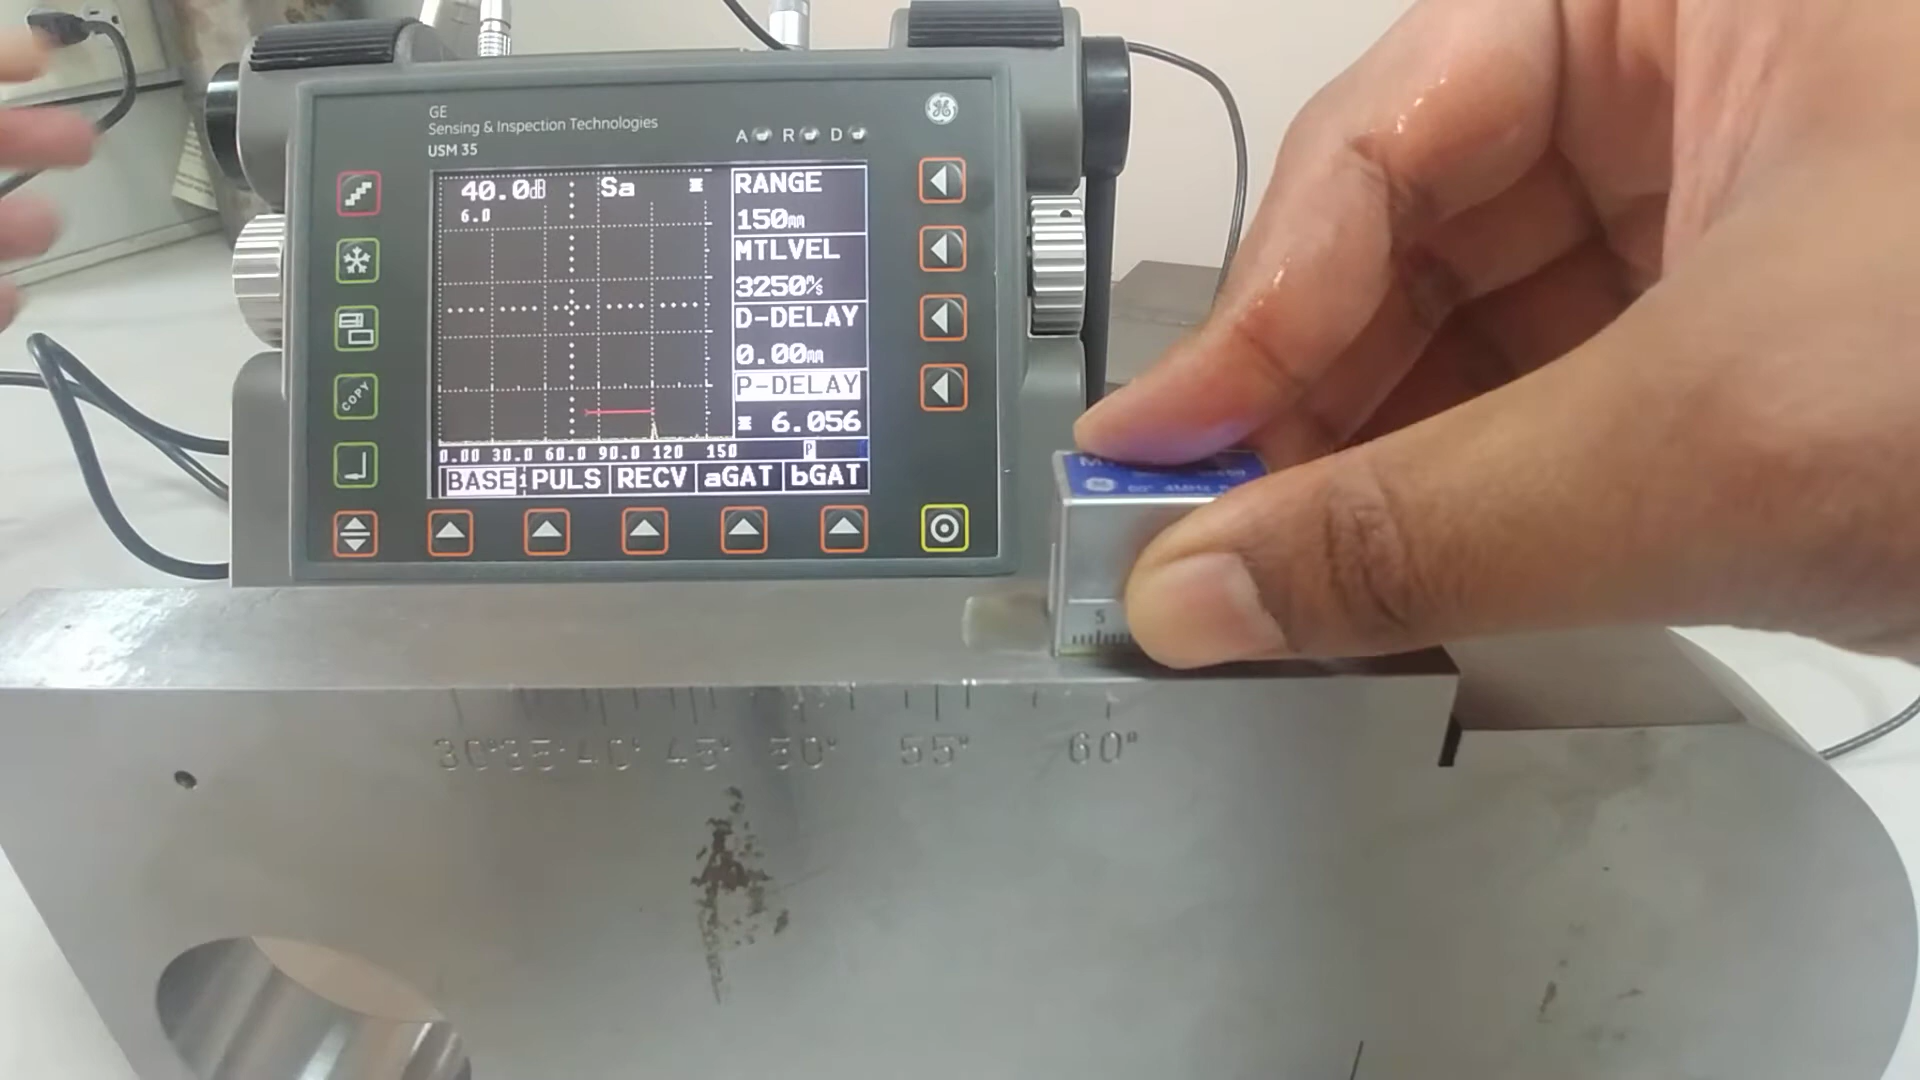 GE
Sensing & Inspection Technologies
USM 35
A R D
40.0dB Sa
6.0
RANGE
150mm
MTLVEL
3250m/s
D-DELAY
0.00mm
P-DELAY
6.056
0.00 30.0 60.0 90.0 120 150 P
BASE 1 PULS RECV aGAT bGAT
COPY
5
30° 35° 40° 45° 50° 55° 60°